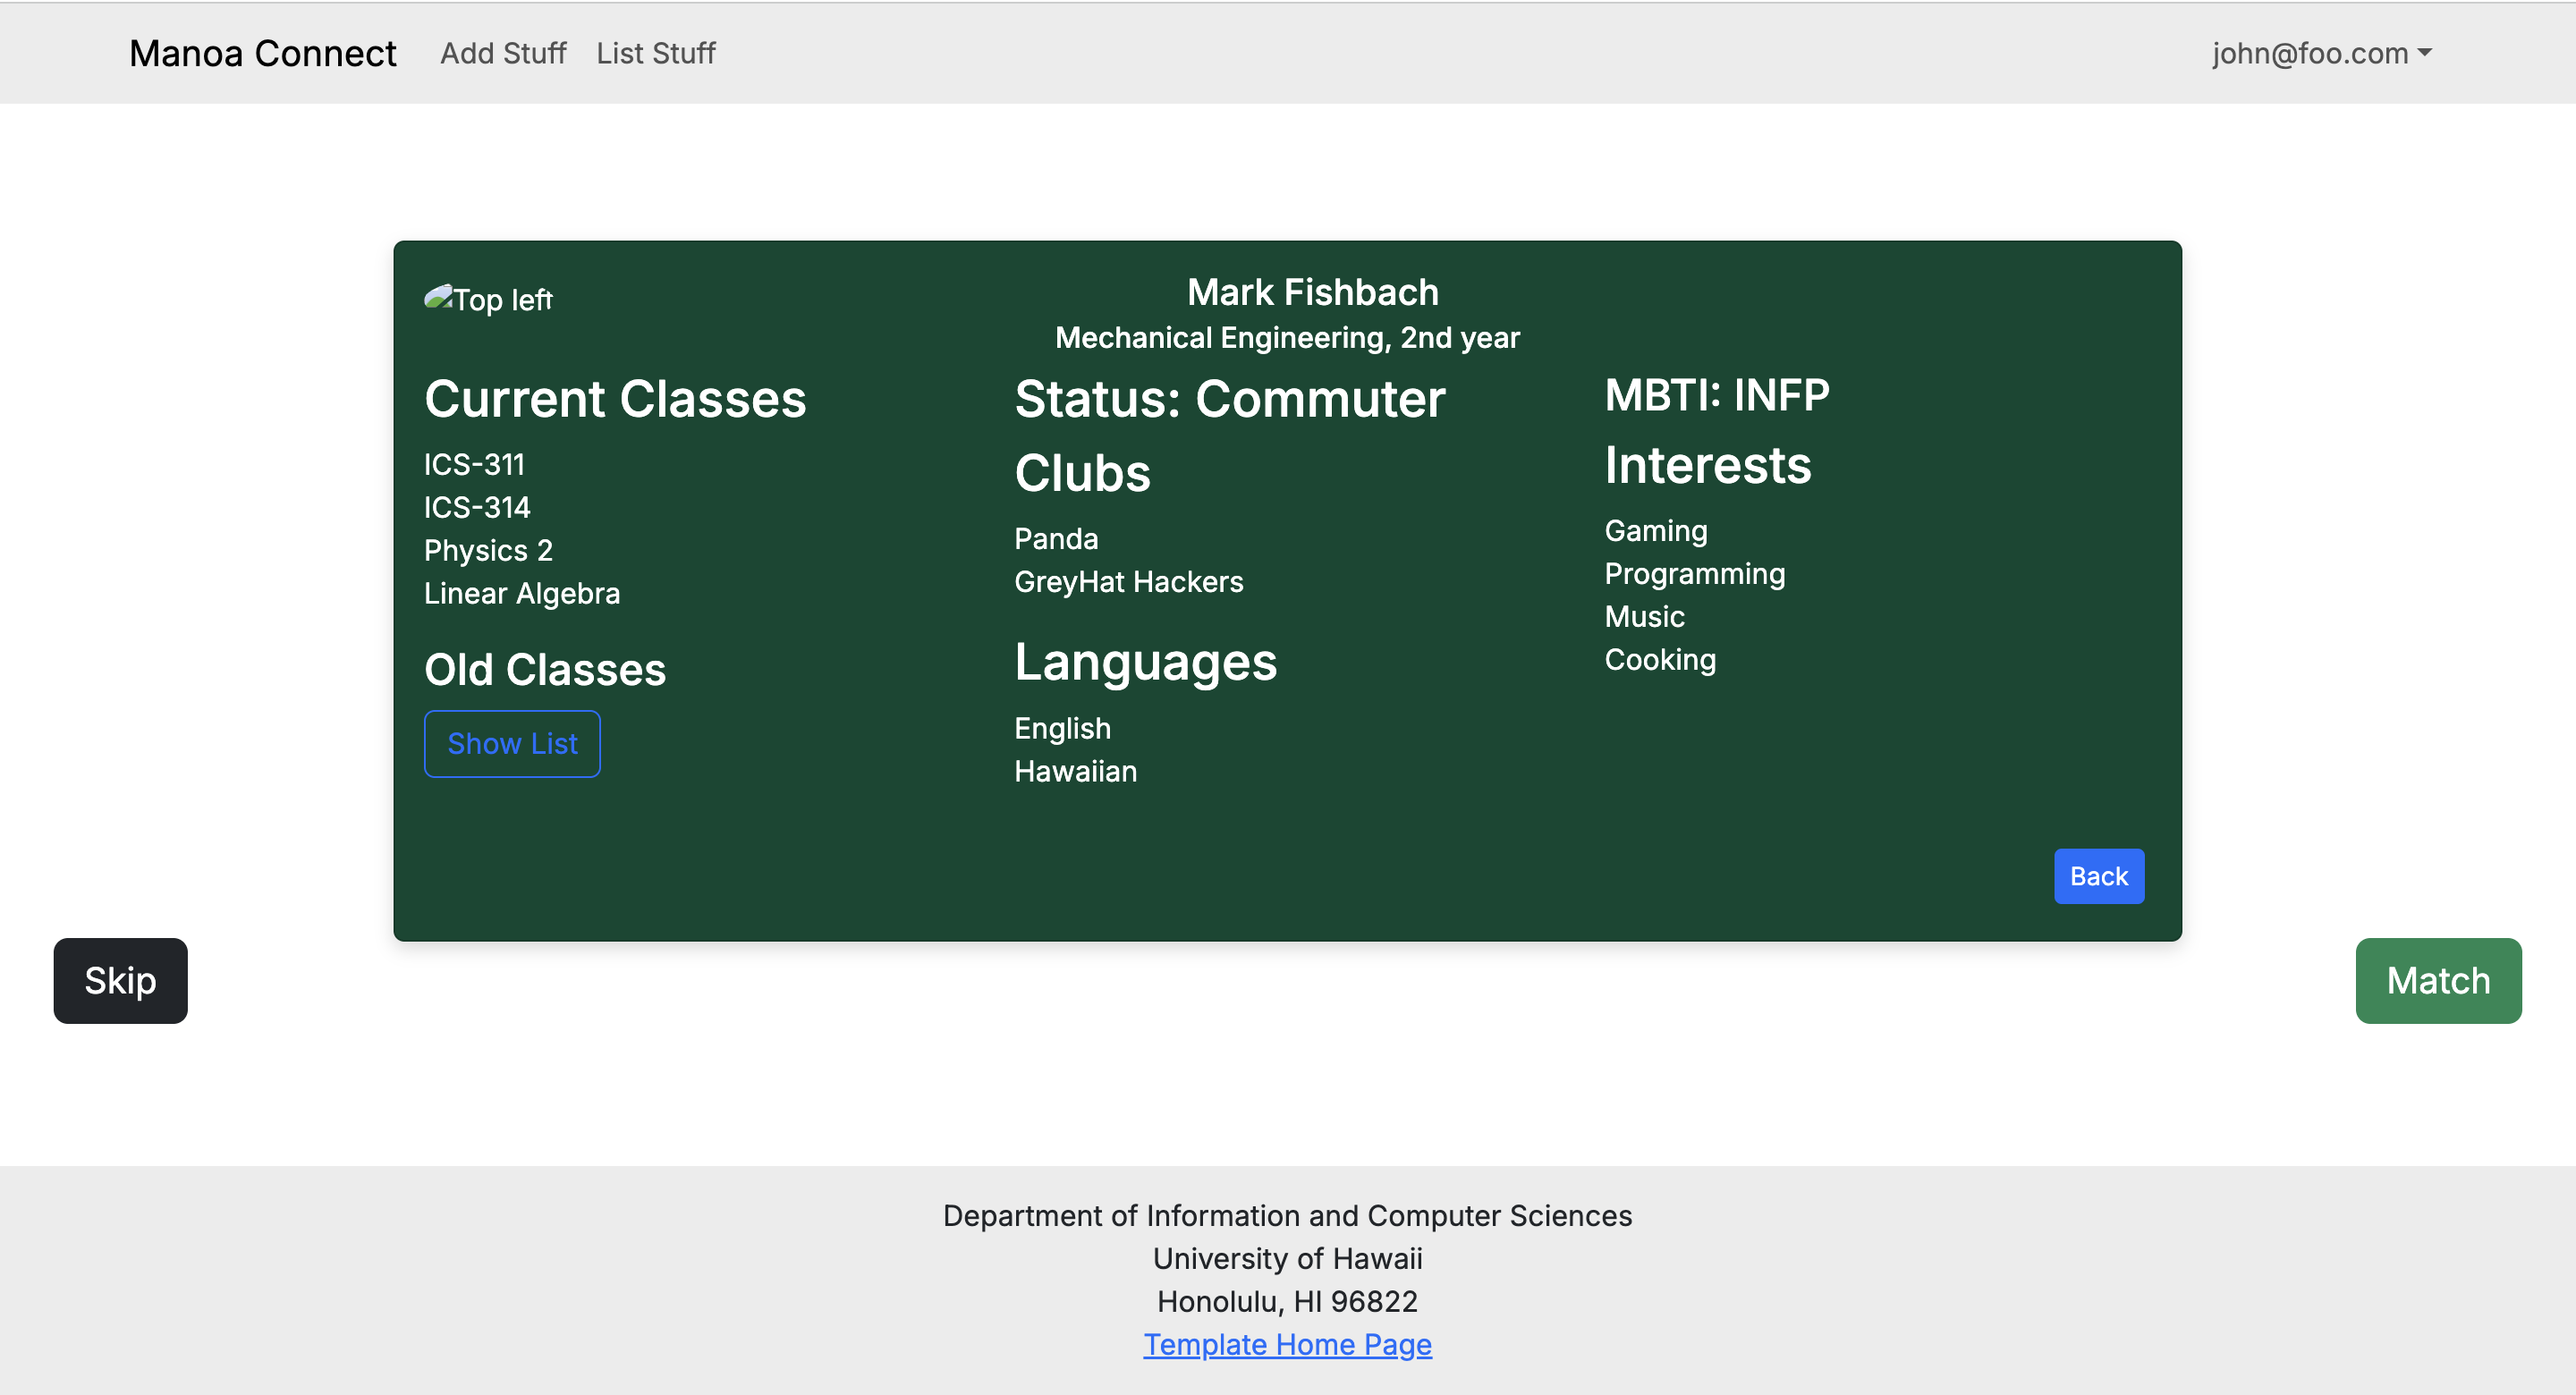 Manoa Connect Add Stuff List Stuff john@foo.com
Top left
Mark Fishbach
Mechanical Engineering, 2nd year
Current Classes
ICS-311
ICS-314
Physics 2
Linear Algebra
Old Classes
Show List
Status: Commuter
Clubs
Panda
GreyHat Hackers
Languages
English
Hawaiian
MBTI: INFP
Interests
Gaming
Programming
Music
Cooking
Back
Skip
Match
Department of Information and Computer Sciences
University of Hawaii
Honolulu, HI 96822
Template Home Page